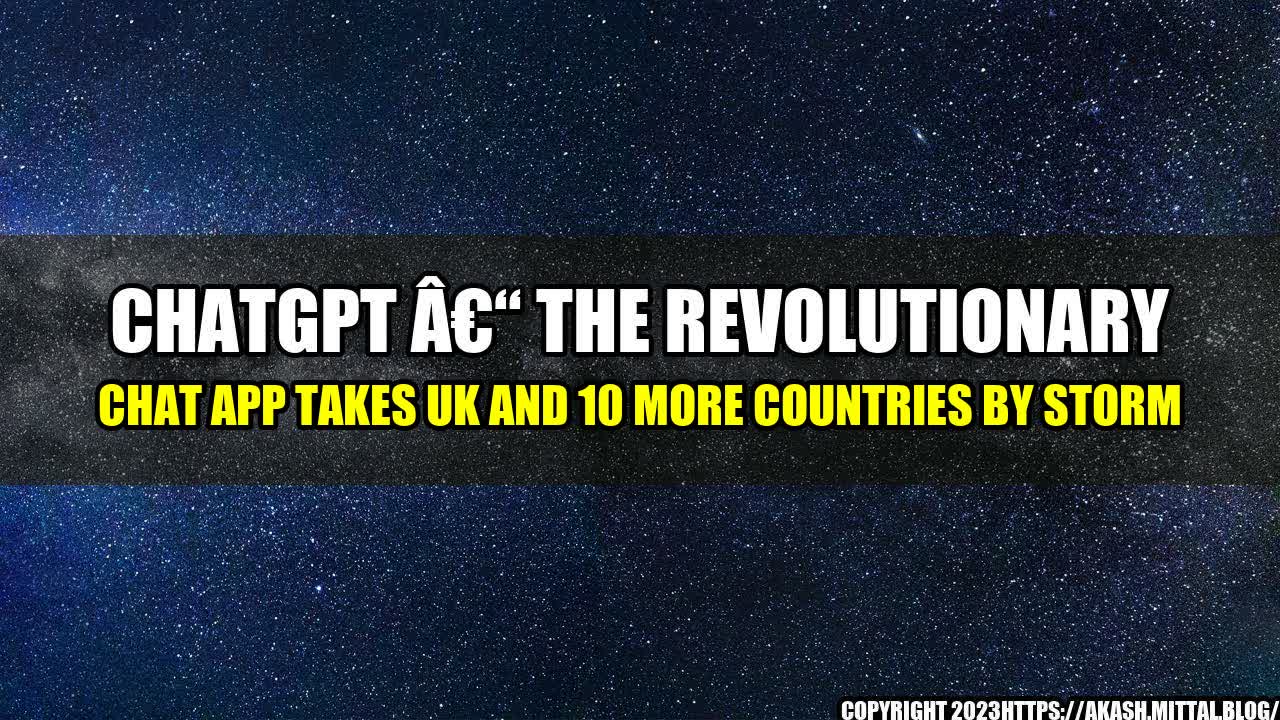 CHATGPT Â€“ THE REVOLUTIONARY
CHAT APP TAKES UK AND 10 MORE COUNTRIES BY STORM
COPYRIGHT 2023HTTPS://AKASH.MITTAL.BLOG/